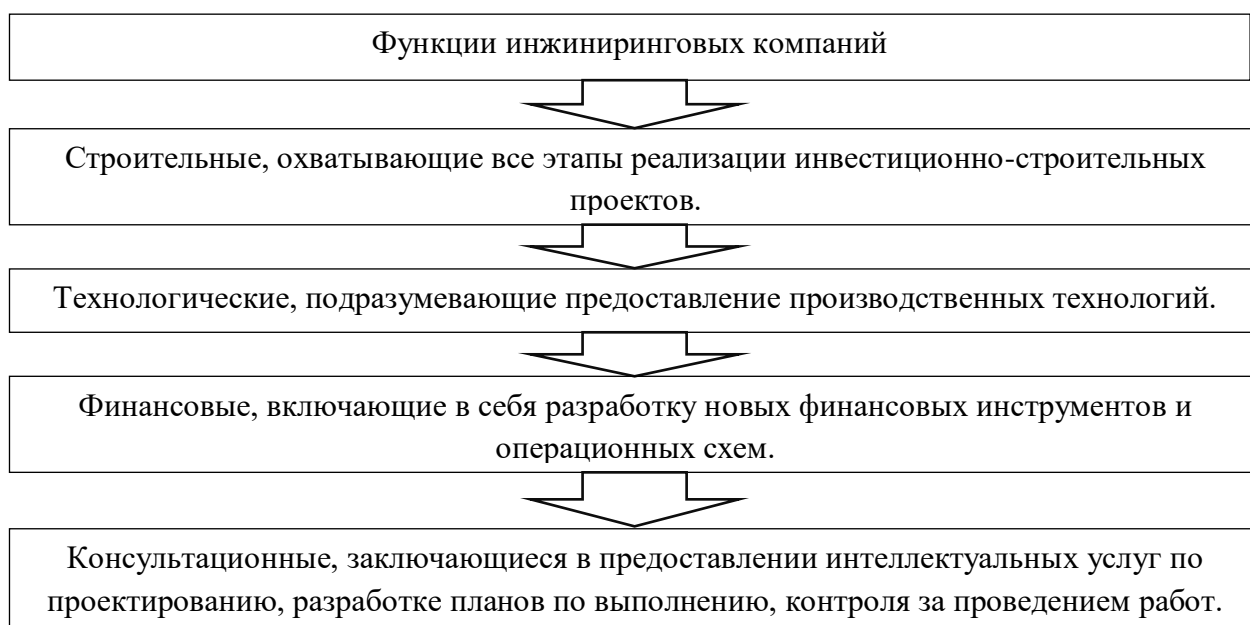 Функции инжиниринговых компаний
Строительные, охватывающие все этапы реализации инвестиционно-строительных
проектов.
Технологические, подразумевающие предоставление производственных технологий.
Финансовые, включающие в себя разработку новых финансовых инструментов и
операционных схем.
Консультационные, заключающиеся в предоставлении интеллектуальных услуг по
проектированию, разработке планов по выполнению, контроля за проведением работ.